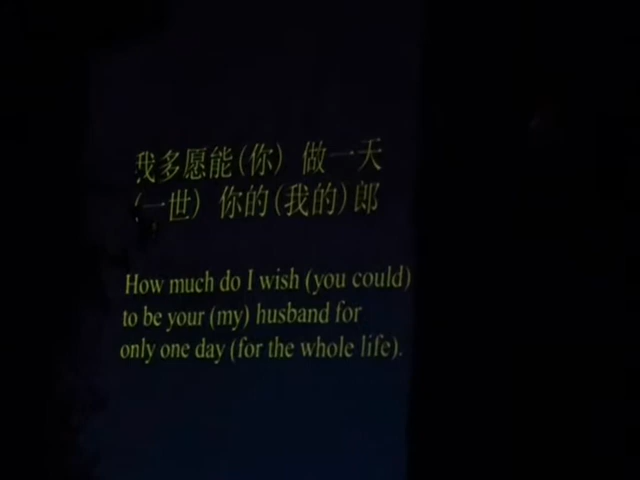 我多愿能(你) 做一天
(一世) 你的(我的)郎
How much do I wish (you could)
to be your (my) husband for
only one day (for the whole life).